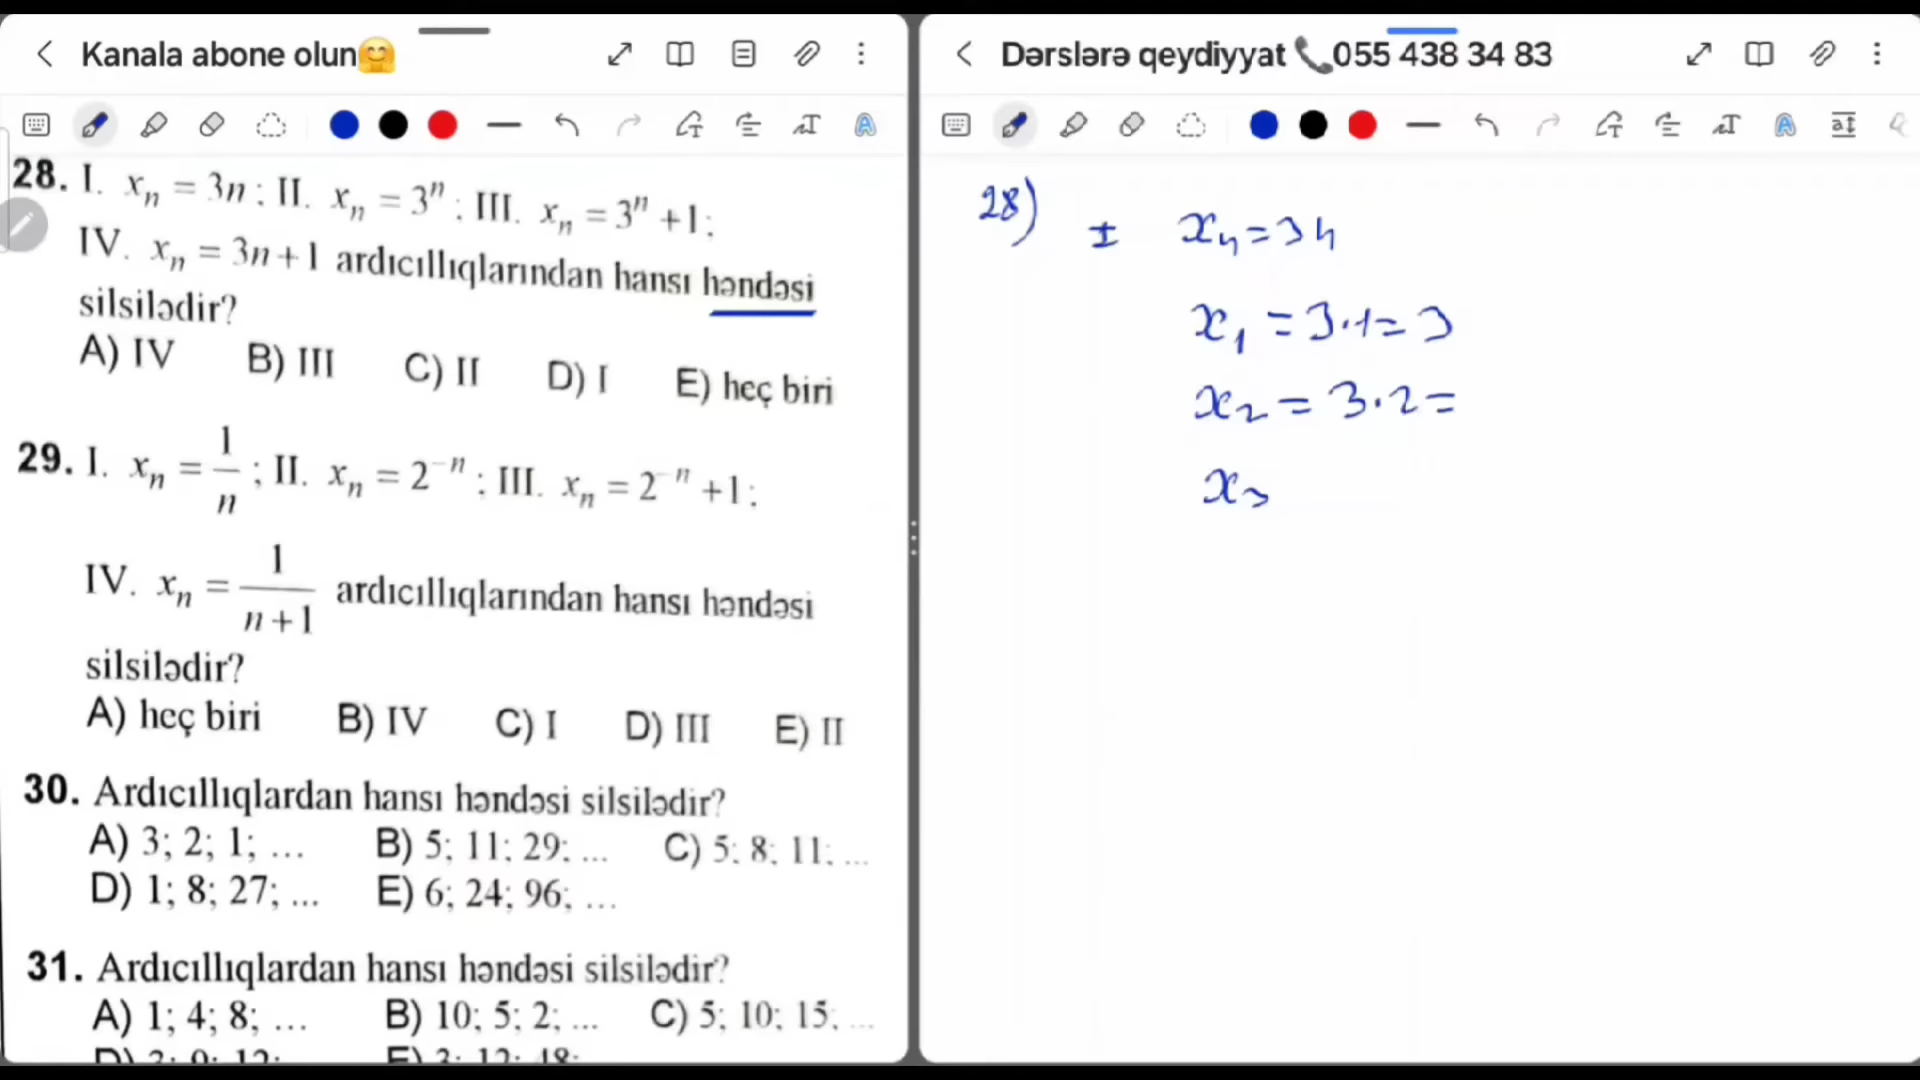 Kanala abone olun🤗
28. I. xₙ = 3n ; II. xₙ = 3ⁿ ; III. xₙ = 3ⁿ +1;
IV. xₙ = 3n+1 ardıcıllıqlarından hansı həndəsi
silsilədir?
A) IV B) III C) II D) I E) heç biri
29. I. xₙ = 1/n ; II. xₙ = 2⁻ⁿ ; III. xₙ = 2⁻ⁿ +1;
IV. xₙ = 1/(n+1) ardıcıllıqlarından hansı həndəsi
silsilədir?
A) heç biri B) IV C) I D) III E) II
30. Ardıcıllıqlardan hansı həndəsi silsilədir?
A) 3; 2; 1; ... B) 5; 11; 29; ... C) 5; 8; 11; ...
D) 1; 8; 27; ... E) 6; 24; 96; ...
31. Ardıcıllıqlardan hansı həndəsi silsilədir?
A) 1; 4; 8; ... B) 10; 5; 2; ... C) 5; 10; 15; ...
Dərslərə qeydiyyat 📞055 438 34 83
28) I xₙ = 3n
x₁ = 3·1 = 3
x₂ = 3·2 =
x₃